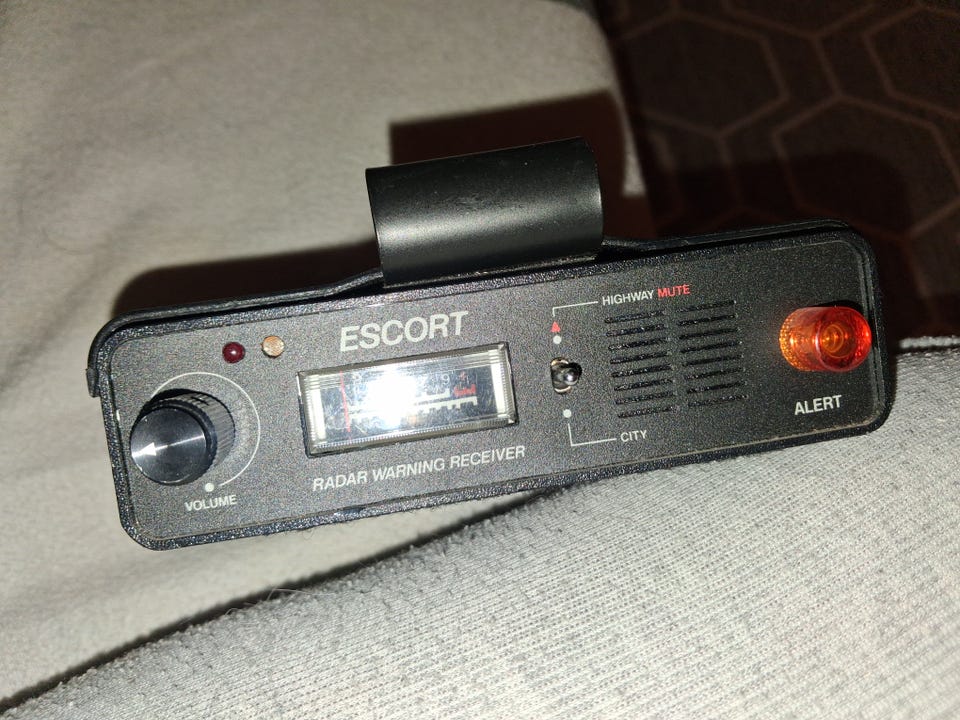 ESCORT
RADAR WARNING RECEIVER
VOLUME
HIGHWAY MUTE
CITY
ALERT